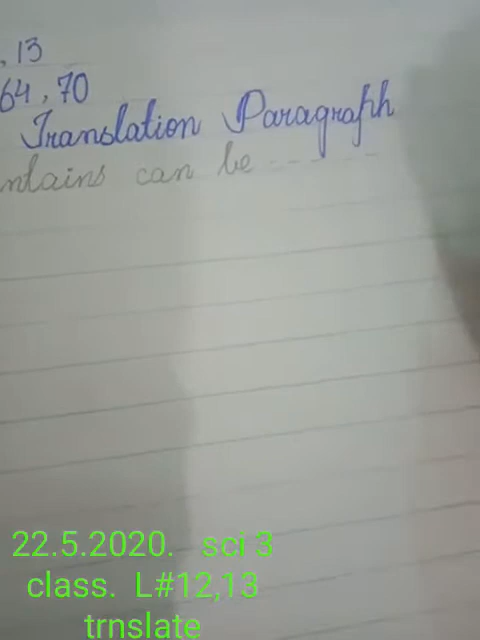 , 13
64, 70
Translation Paragraph
ntains can be -----
22.5.2020. sci 3
class. L#12,13
trnslate